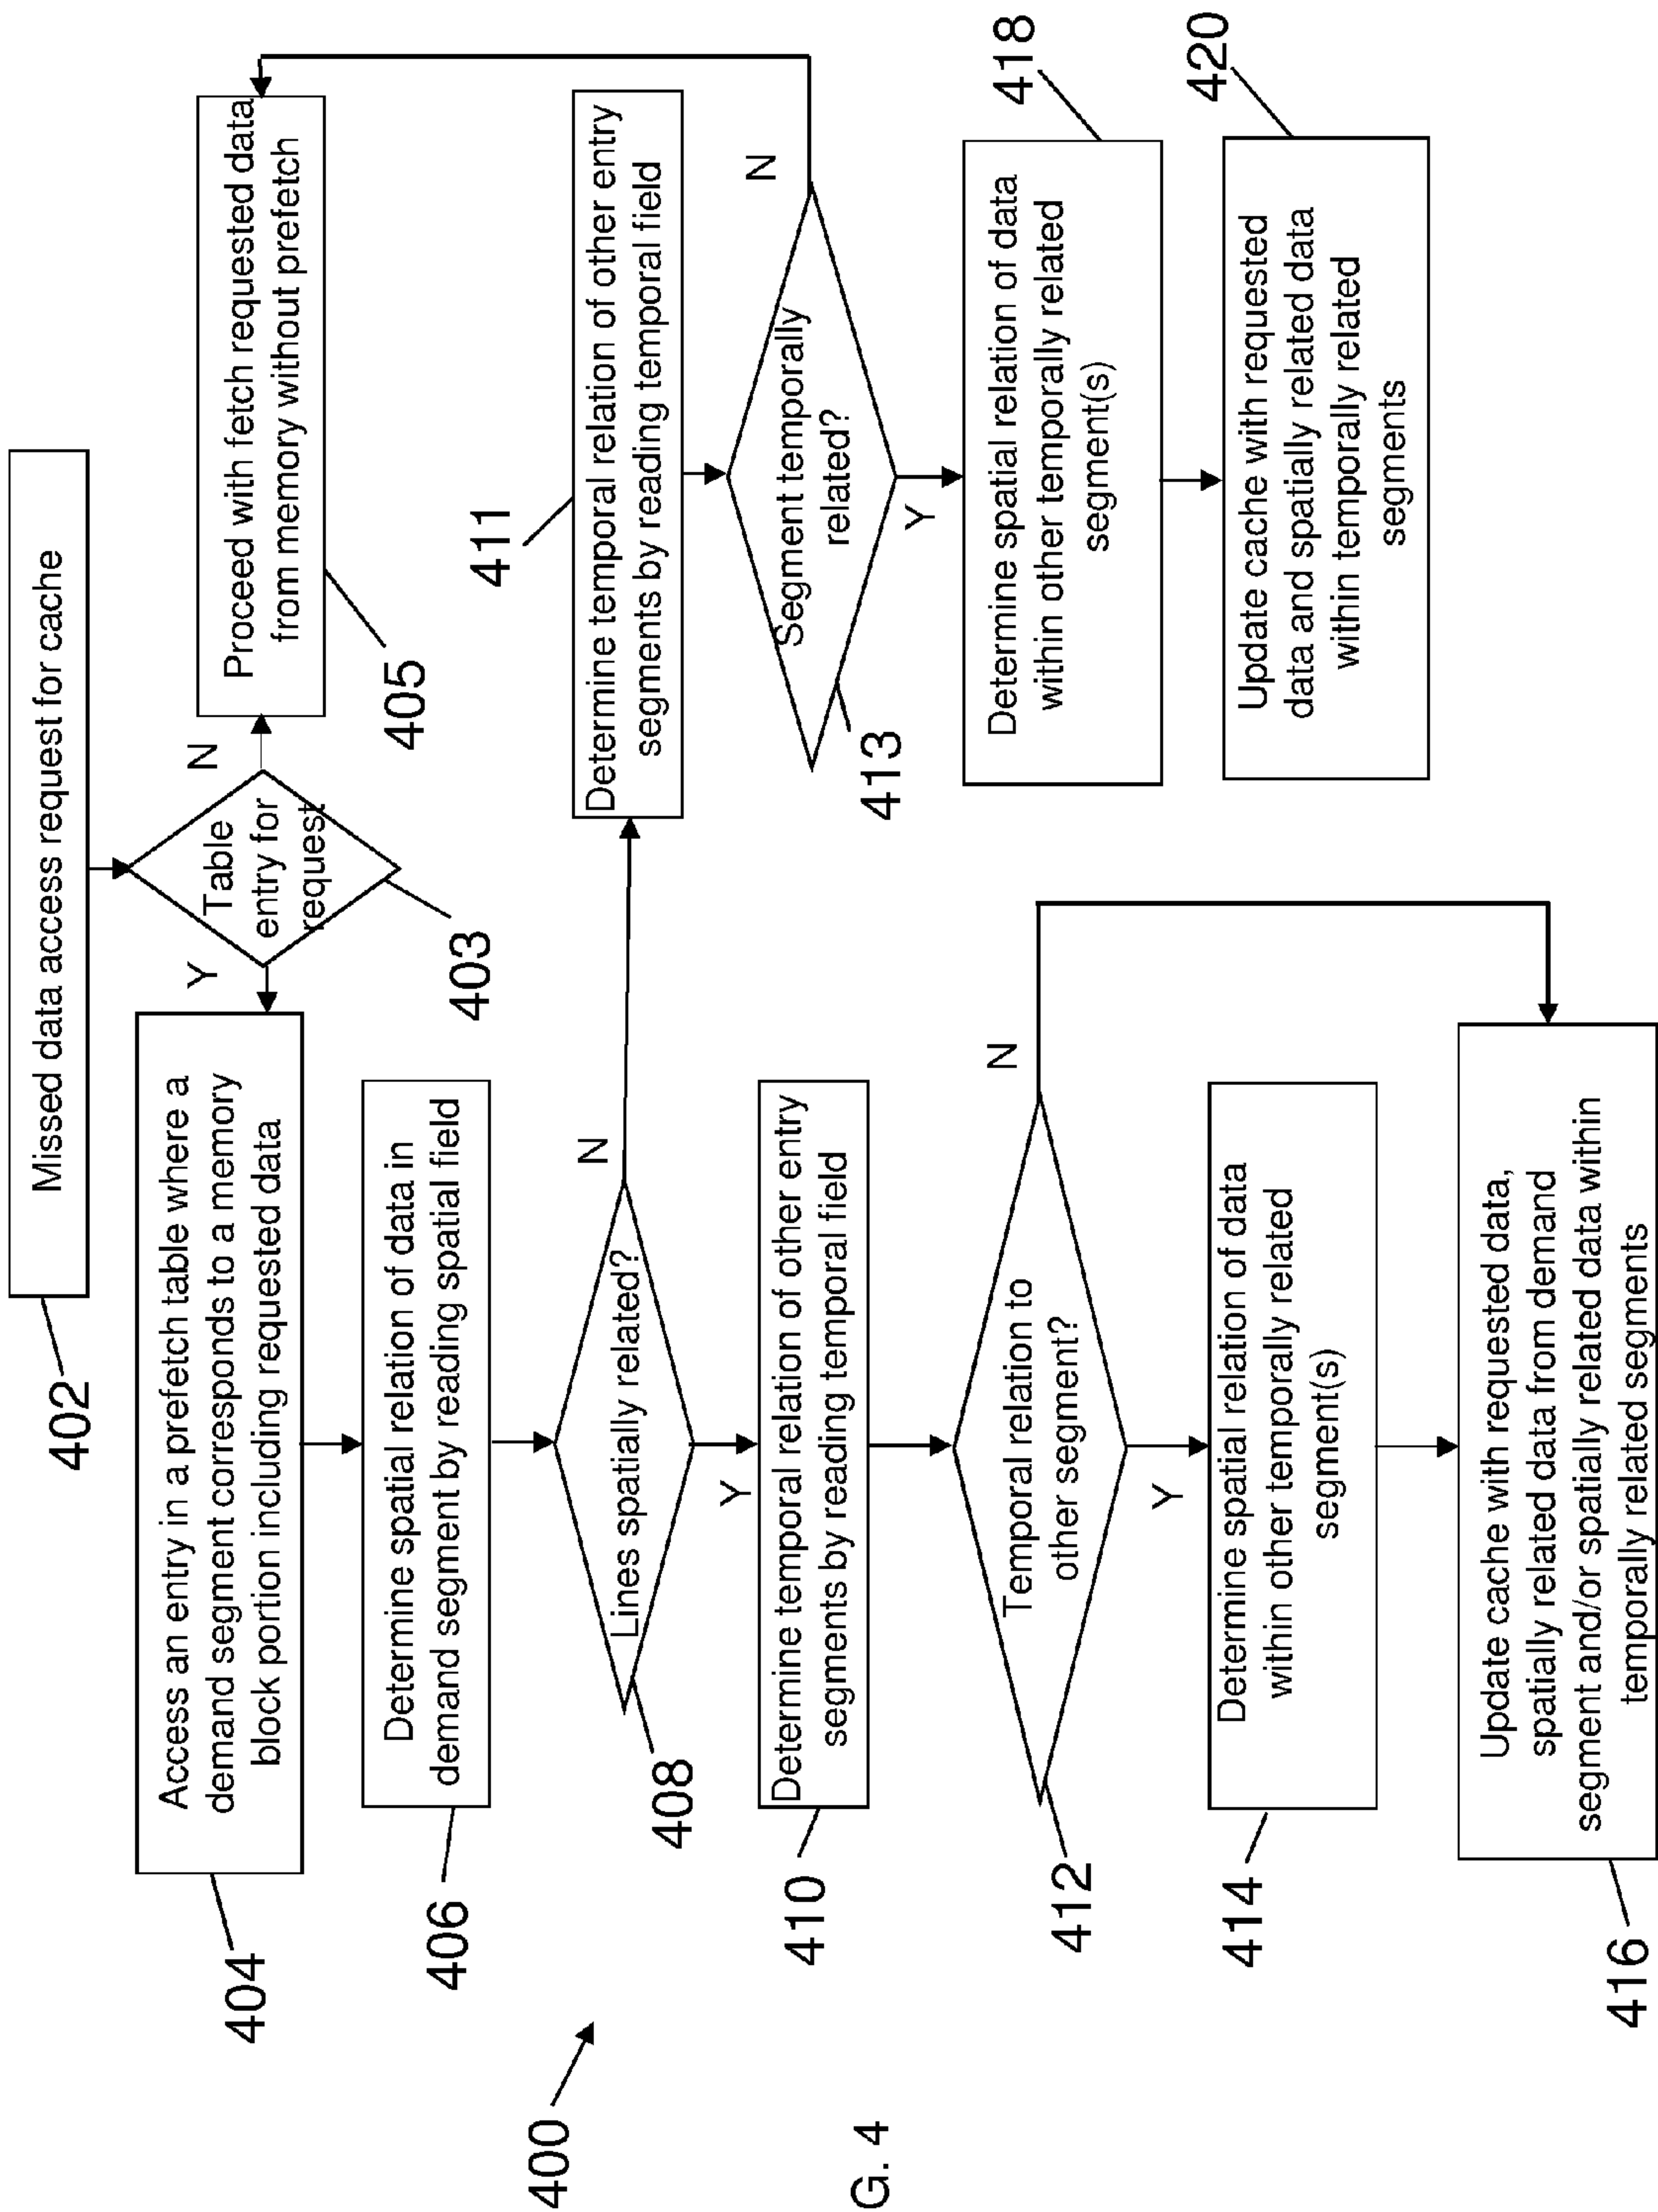 Missed data access request for cache
402
Table
entry for
request
Y
N
403
Proceed with fetch requested data
from memory without prefetch
405
Access an entry in a prefetch table where a
demand segment corresponds to a memory
block portion including requested data
404
Determine spatial relation of data in
demand segment by reading spatial field
406
Lines spatially related?
N
Y
408
Determine temporal relation of other entry
segments by reading temporal field
411
Segment temporally
related?
N
Y
413
Determine temporal relation of other entry
segments by reading temporal field
410
Temporal relation to
other segment?
N
Y
412
Determine spatial relation of data
within other temporally related
segment(s)
418
Update cache with requested
data and spatially related data
within temporally related
segments
420
Determine spatial relation of data
within other temporally related
segment(s)
414
Update cache with requested data,
spatially related data from demand
segment and/or spatially related data within
temporally related segments
416
400
G. 4